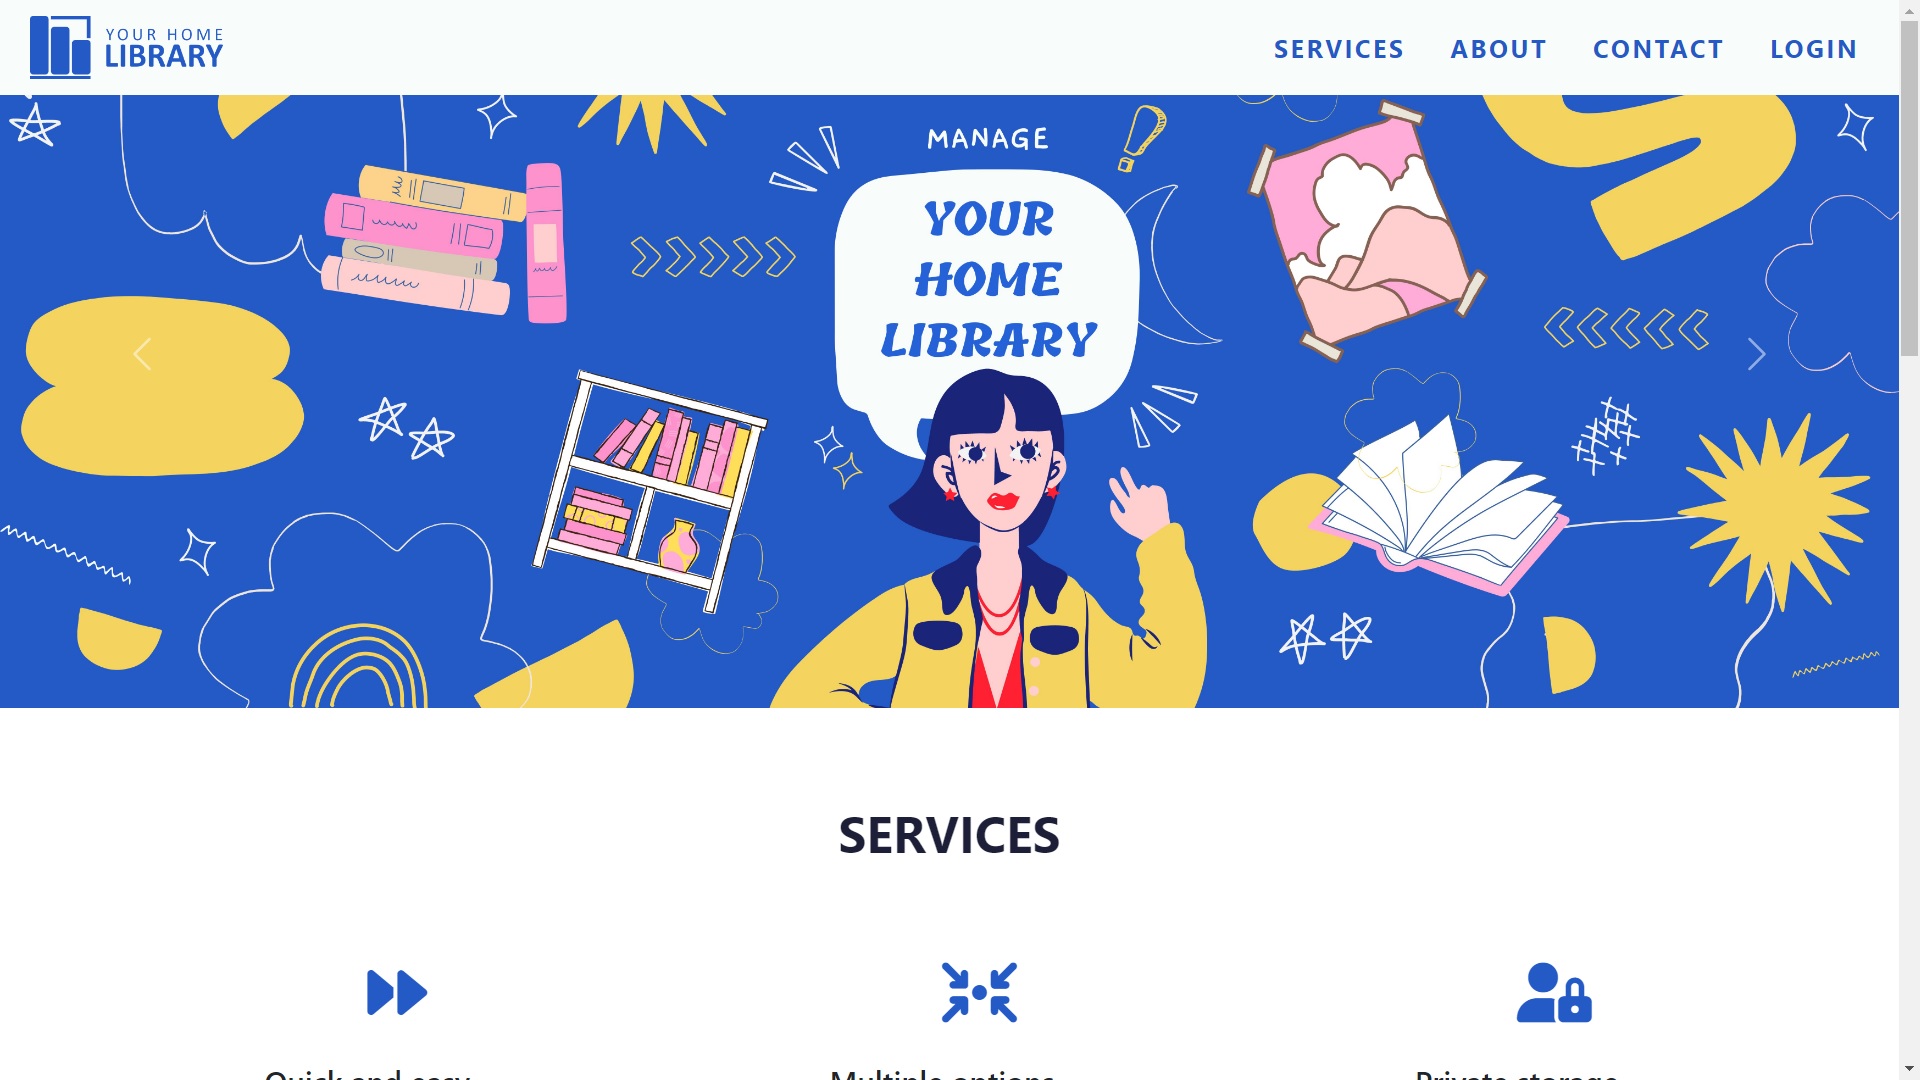 YOUR HOME
LIBRARY
SERVICES ABOUT CONTACT LOGIN
MANAGE
YOUR
HOME
LIBRARY
SERVICES
Quick and easy
Multiple options
Private storage